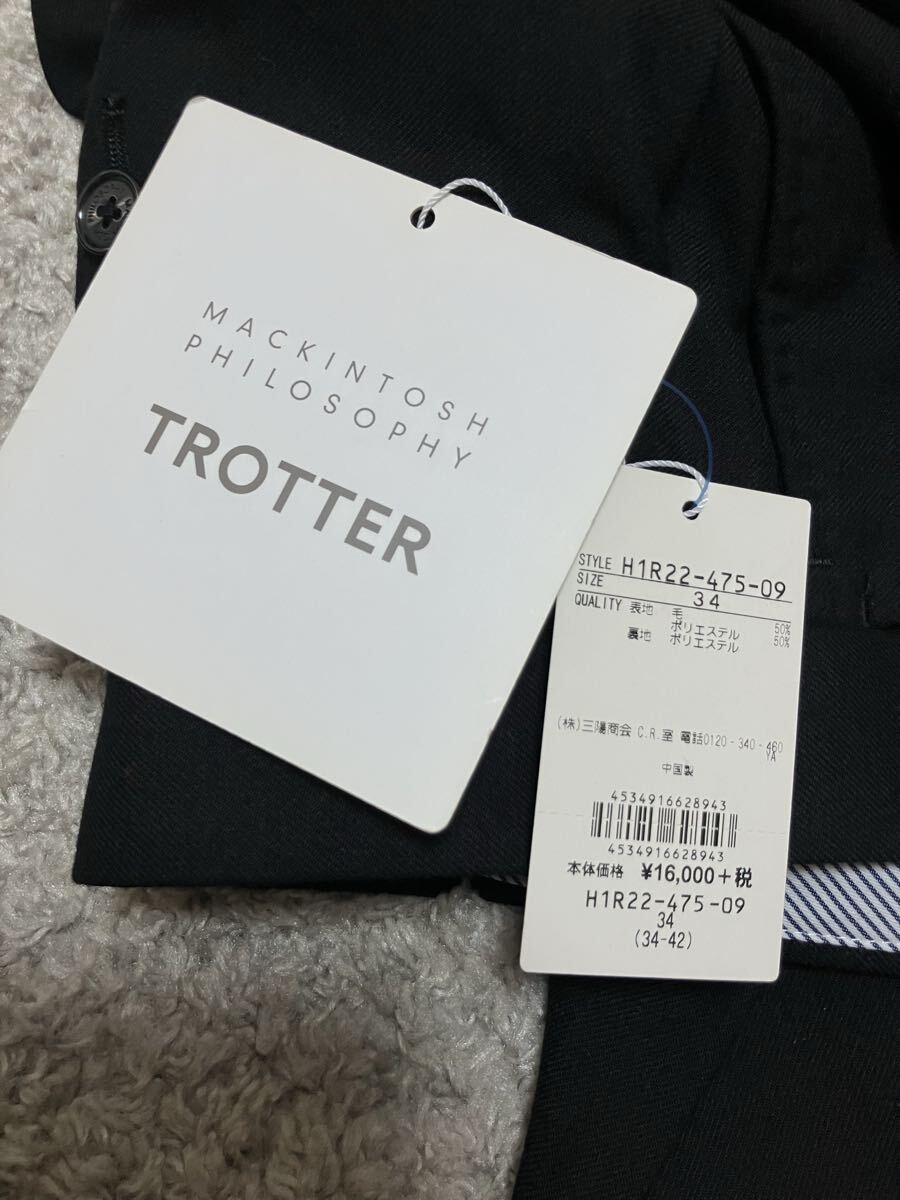 MACKINTOSH
PHILOSOPHY
TROTTER
STYLE H1R22-475-09
SIZE 34
QUALITY 表地 毛
ポリエステル 50%
裏地 ポリエステル 50%
(株)三陽商会 C.R.室 電話0120-340-460
YA
中国製
4534916628943
4534916628943
本体価格 ¥16,000+税
H1R22-475-09
34
(34-42)